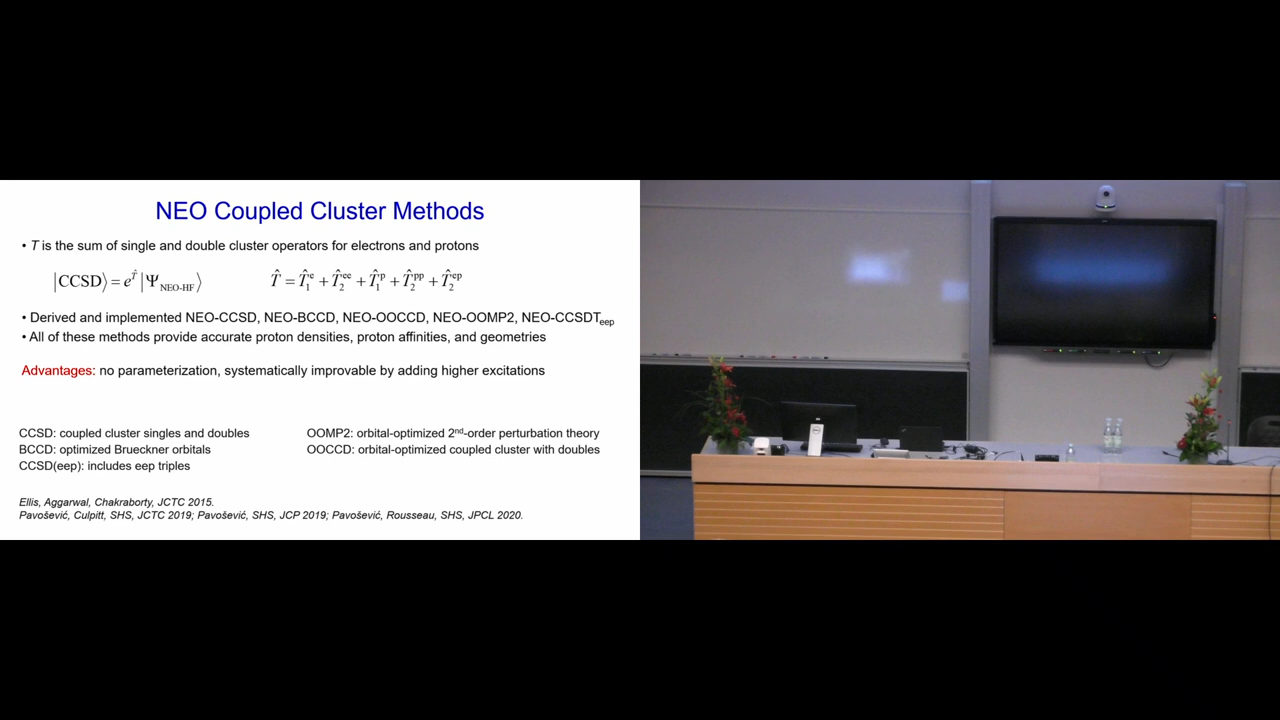 NEO Coupled Cluster Methods
• T is the sum of single and double cluster operators for electrons and protons
|CCSD⟩ = e^T̂ |Ψ_NEO-HF⟩ T̂ = T̂₁ᵉ + T̂₂ᵉᵉ + T̂₁ᵖ + T̂₂ᵖᵖ + T̂₂ᵉᵖ
• Derived and implemented NEO-CCSD, NEO-BCCD, NEO-OOCCD, NEO-OOMP2, NEO-CCSDT_eep
• All of these methods provide accurate proton densities, proton affinities, and geometries
Advantages: no parameterization, systematically improvable by adding higher excitations
CCSD: coupled cluster singles and doubles
BCCD: optimized Brueckner orbitals
CCSD(eep): includes eep triples
OOMP2: orbital-optimized 2nd-order perturbation theory
OOCCD: orbital-optimized coupled cluster with doubles
Ellis, Aggarwal, Chakraborty, JCTC 2015.
Pavošević, Culpitt, SHS, JCTC 2019; Pavošević, SHS, JCP 2019; Pavošević, Rousseau, SHS, JPCL 2020.